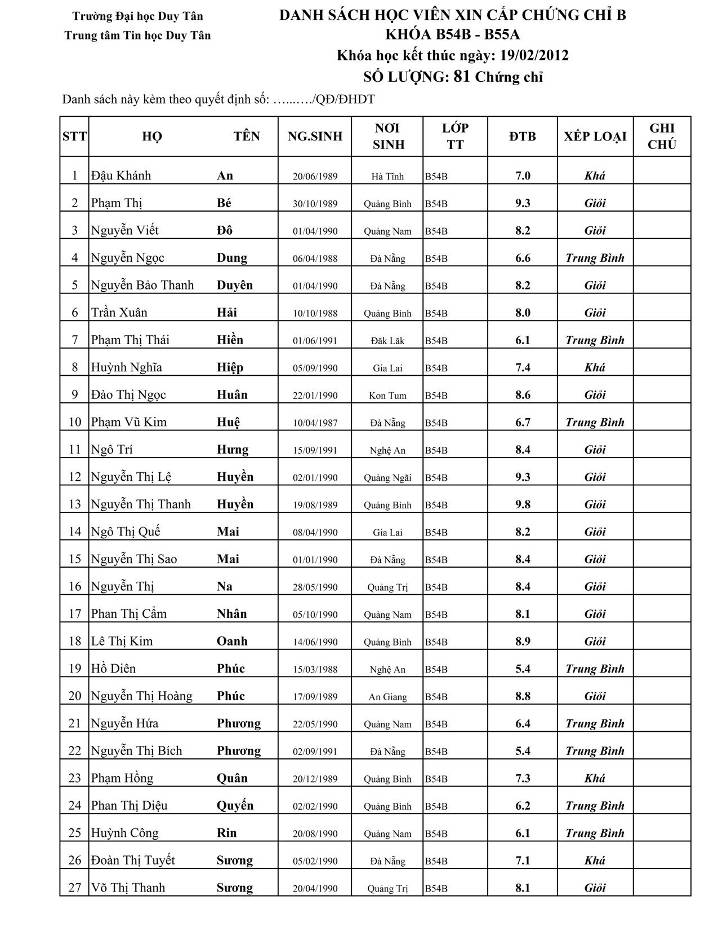 Trường Đại học Duy Tân
Trung tâm Tin học Duy Tân
DANH SÁCH HỌC VIÊN XIN CẤP CHỨNG CHỈ B
KHÓA B54B - B55A
Khóa học kết thúc ngày: 19/02/2012
SỐ LƯỢNG: 81 Chứng chỉ
Danh sách này kèm theo quyết định số: …...…./QĐ/ĐHDT
STT HỌ TÊN NG.SINH NƠI SINH LỚP TT ĐTB XẾP LOẠI GHI CHÚ
1 Đậu Khánh An 20/06/1989 Hà Tĩnh B54B 7.0 Khá
2 Phạm Thị Bé 30/10/1989 Quảng Bình B54B 9.3 Giỏi
3 Nguyễn Viết Đô 01/04/1990 Quảng Nam B54B 8.2 Giỏi
4 Nguyễn Ngọc Dung 06/04/1988 Đà Nẵng B54B 6.6 Trung Bình
5 Nguyễn Bảo Thanh Duyên 01/04/1990 Đà Nẵng B54B 8.2 Giỏi
6 Trần Xuân Hải 10/10/1988 Quảng Bình B54B 8.0 Giỏi
7 Phạm Thị Thái Hiền 01/06/1991 Đăk Lăk B54B 6.1 Trung Bình
8 Huỳnh Nghĩa Hiệp 05/09/1990 Gia Lai B54B 7.4 Khá
9 Đào Thị Ngọc Huân 22/01/1990 Kon Tum B54B 8.6 Giỏi
10 Phạm Vũ Kim Huệ 10/04/1987 Đà Nẵng B54B 6.7 Trung Bình
11 Ngô Trí Hưng 15/09/1991 Nghệ An B54B 8.4 Giỏi
12 Nguyễn Thị Lệ Huyền 02/01/1990 Quảng Ngãi B54B 9.3 Giỏi
13 Nguyễn Thị Thanh Huyền 19/08/1989 Quảng Bình B54B 9.8 Giỏi
14 Ngô Thị Quế Mai 08/04/1990 Gia Lai B54B 8.2 Giỏi
15 Nguyễn Thị Sao Mai 01/01/1990 Đà Nẵng B54B 8.4 Giỏi
16 Nguyễn Thị Na 28/05/1990 Quảng Trị B54B 8.4 Giỏi
17 Phan Thị Cẩm Nhân 05/10/1990 Quảng Nam B54B 8.1 Giỏi
18 Lê Thị Kim Oanh 14/06/1990 Quảng Bình B54B 8.9 Giỏi
19 Hồ Diên Phúc 15/03/1988 Nghệ An B54B 5.4 Trung Bình
20 Nguyễn Thị Hoàng Phúc 17/09/1989 An Giang B54B 8.8 Giỏi
21 Nguyễn Hứa Phương 22/05/1990 Quảng Nam B54B 6.4 Trung Bình
22 Nguyễn Thị Bích Phương 02/09/1991 Đà Nẵng B54B 5.4 Trung Bình
23 Phạm Hồng Quân 20/12/1989 Quảng Bình B54B 7.3 Khá
24 Phan Thị Diệu Quyến 02/02/1990 Quảng Bình B54B 6.2 Trung Bình
25 Huỳnh Công Rin 20/08/1990 Quảng Nam B54B 6.1 Trung Bình
26 Đoàn Thị Tuyết Sương 05/02/1990 Đà Nẵng B54B 7.1 Khá
27 Võ Thị Thanh Sương 20/04/1990 Quảng Trị B54B 8.1 Giỏi